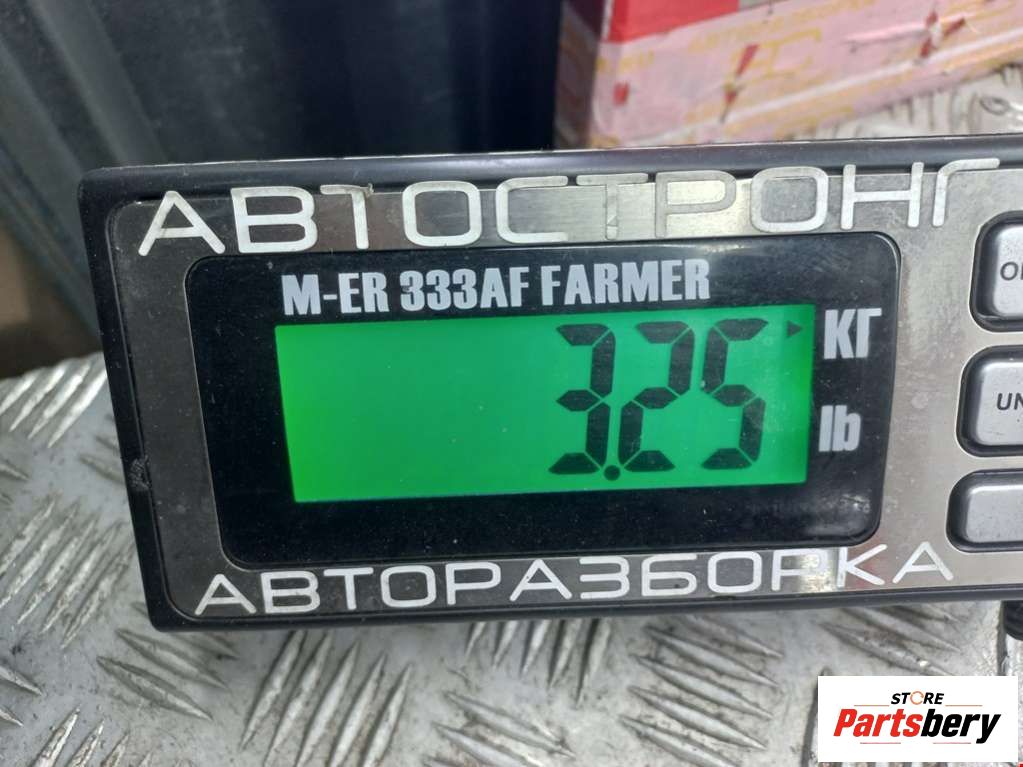 АВТОСТРОНГ
M-ER 333AF FARMER
3.25
КГ
lb
АВТОРАЗБОРКА
STORE
Partsbery